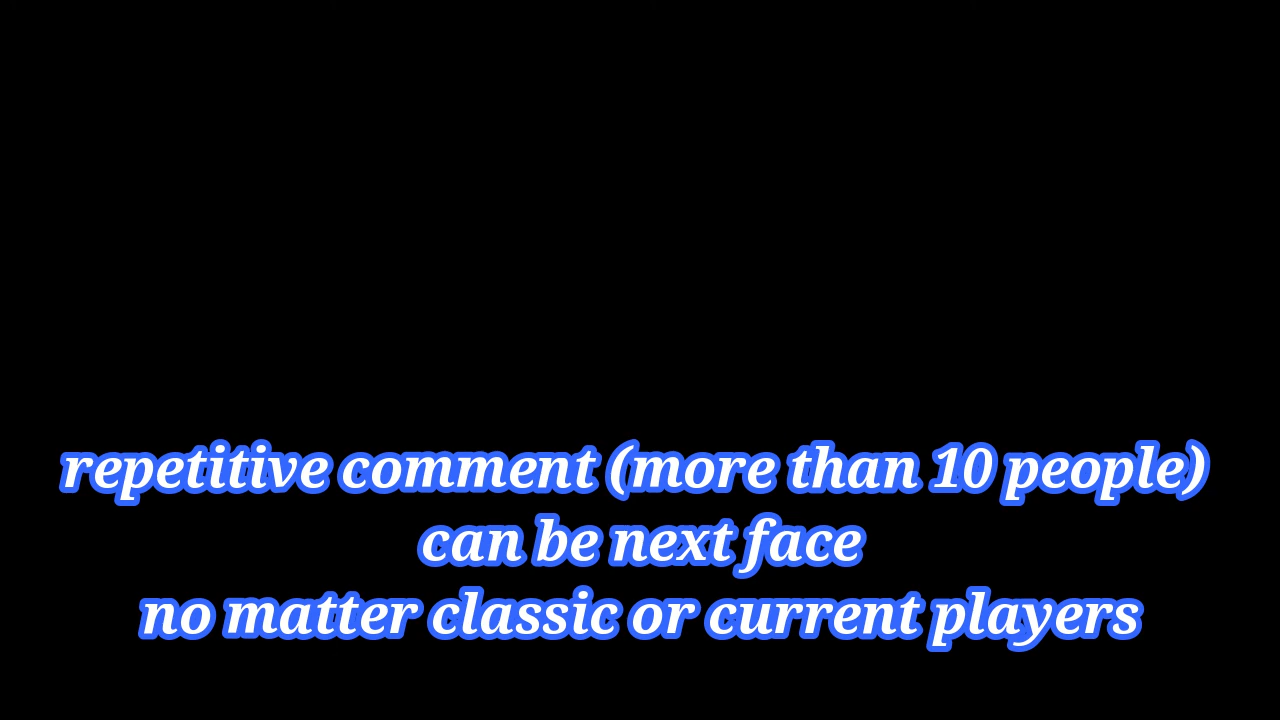 repetitive comment (more than 10 people)
can be next face
no matter classic or current players